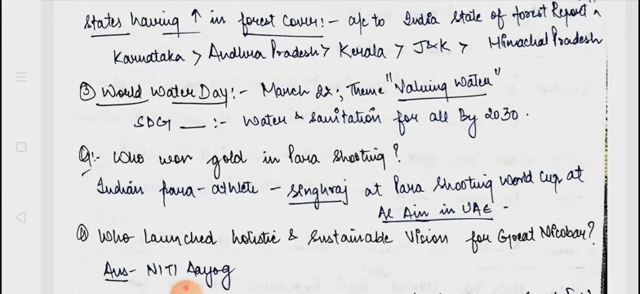 States having ↑ in forest cover:- a/c to India State of forest Report
Karnataka > Andhra Pradesh > Kerala > J&K > Himachal Pradesh
③ World Water Day:- March 22:, Theme "Valuing Water"
SDG __ :- Water & Sanitation for all By 2030.
Q:- Who won gold in Para Shooting?
Indian para-athlete - Singhraj at Para Shooting World Cup at
Al Ain in UAE -
Who Launched holistic & Sustainable Vision for Great Nicobar?
Ans- NITI Aayog